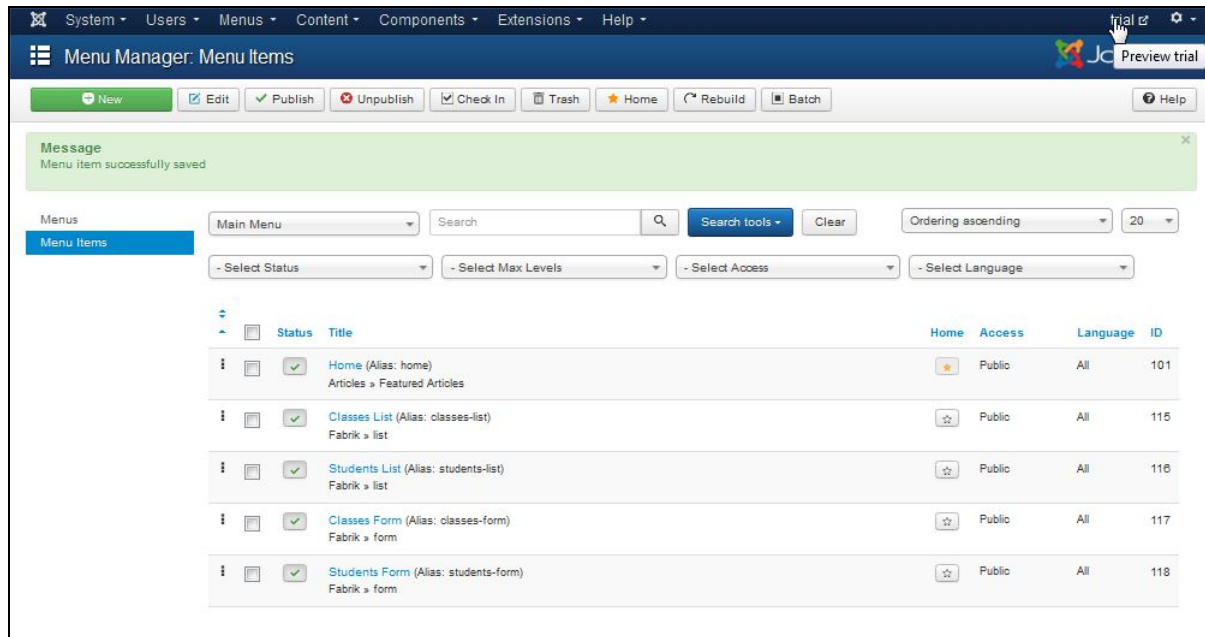 System Users Menus Content Components Extensions Help trial
Menu Manager: Menu Items
Preview trial
New Edit Publish Unpublish Check In Trash Home Rebuild Batch Help
Message
Menu item successfully saved
Menus
Menu Items
Main Menu Search Search tools Clear Ordering ascending 20
- Select Status - Select Max Levels - Select Access - Select Language
Status Title Home Access Language ID
Home (Alias: home) Public All 101
Articles » Featured Articles
Classes List (Alias: classes-list) Public All 115
Fabrik » list
Students List (Alias: students-list) Public All 116
Fabrik » list
Classes Form (Alias: classes-form) Public All 117
Fabrik » form
Students Form (Alias: students-form) Public All 118
Fabrik » form